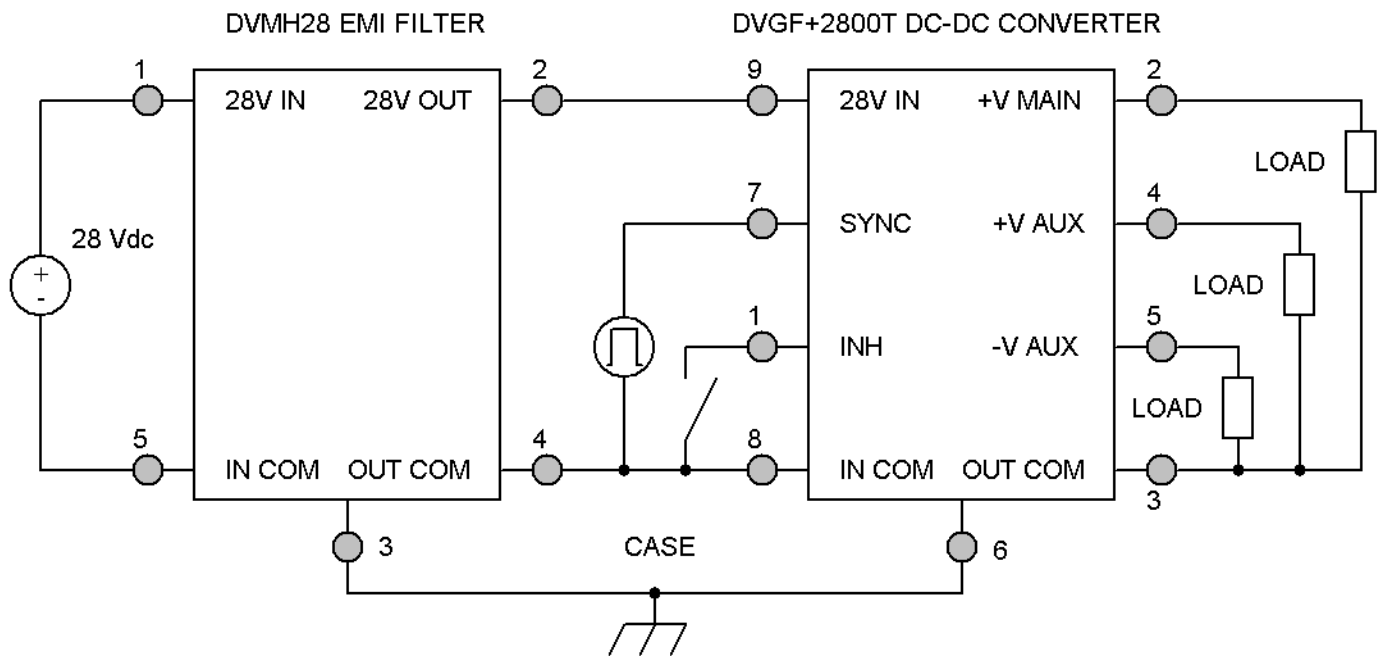 DVMH28 EMI FILTER
DVGF+2800T DC-DC CONVERTER
1
2
9
2
28V IN
28V OUT
28V IN
+V MAIN
LOAD
7
4
28 Vdc
SYNC
+V AUX
+
-
LOAD
1
5
INH
-V AUX
LOAD
5
4
8
IN COM
OUT COM
IN COM
OUT COM
3
3
CASE
6